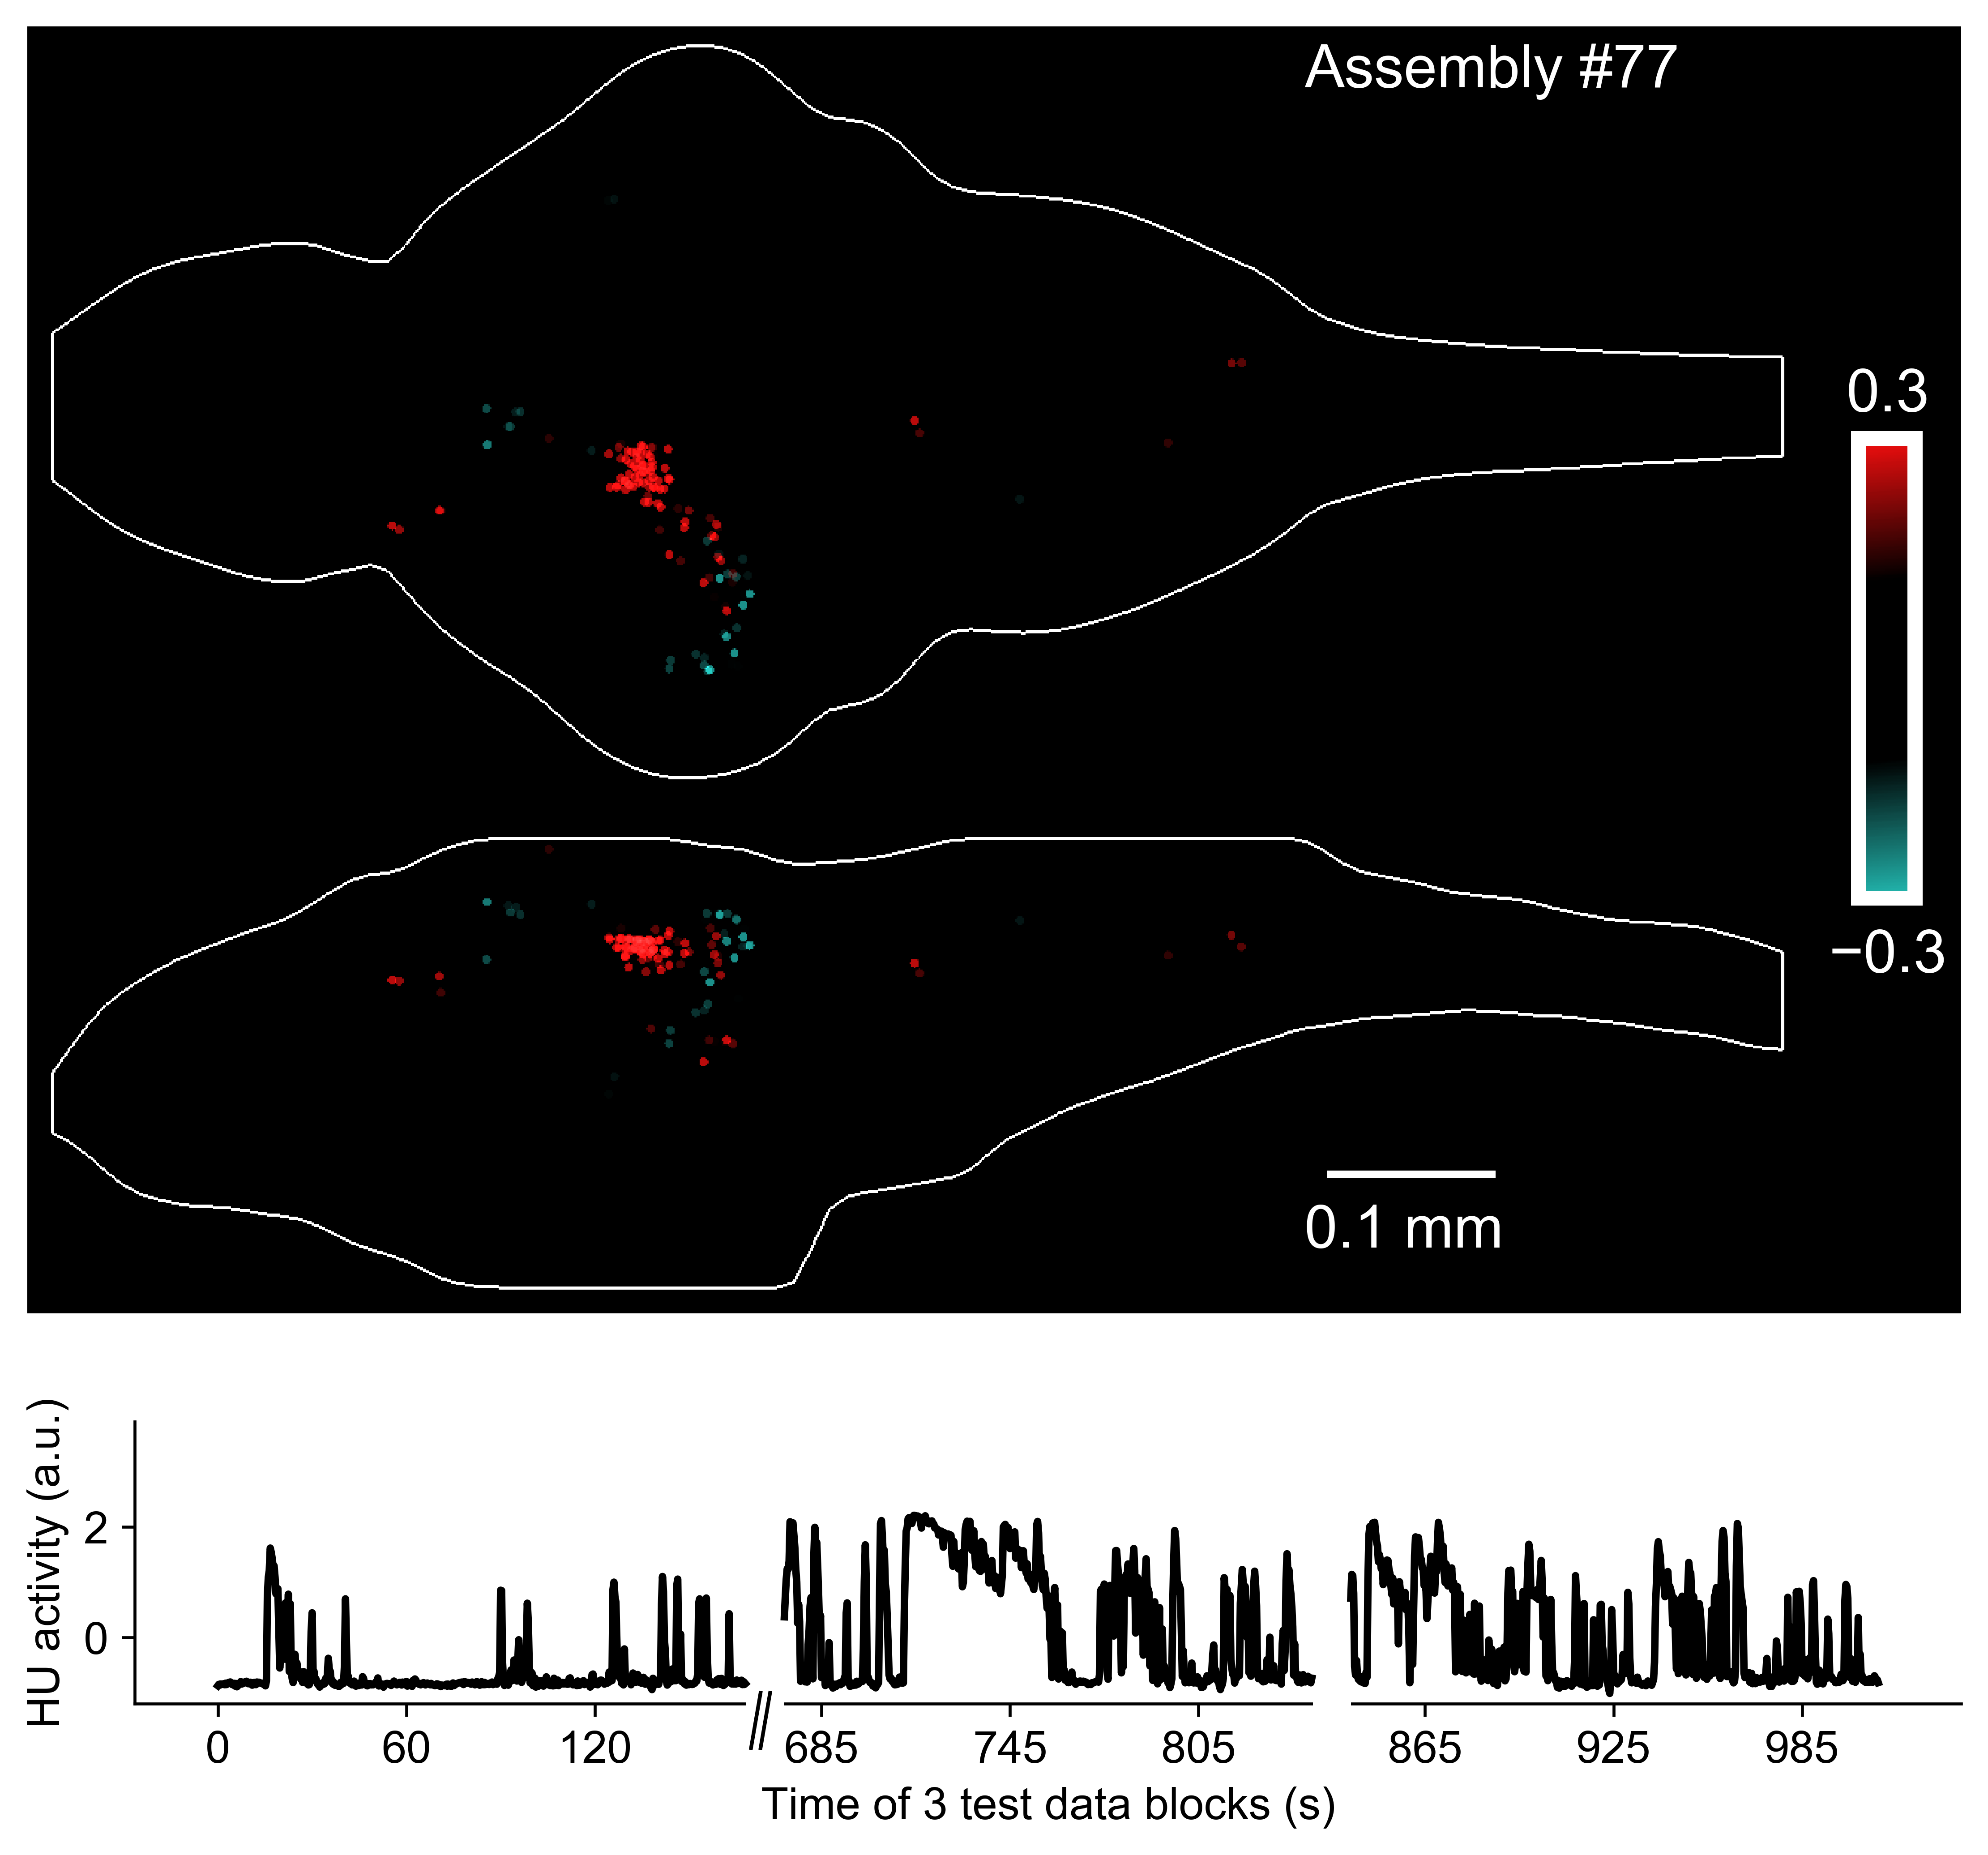 Assembly #77
0.3
−0.3
0.1 mm
HU activity (a.u.)
2
0
0 60 120 685 745 805 865 925 985
Time of 3 test data blocks (s)